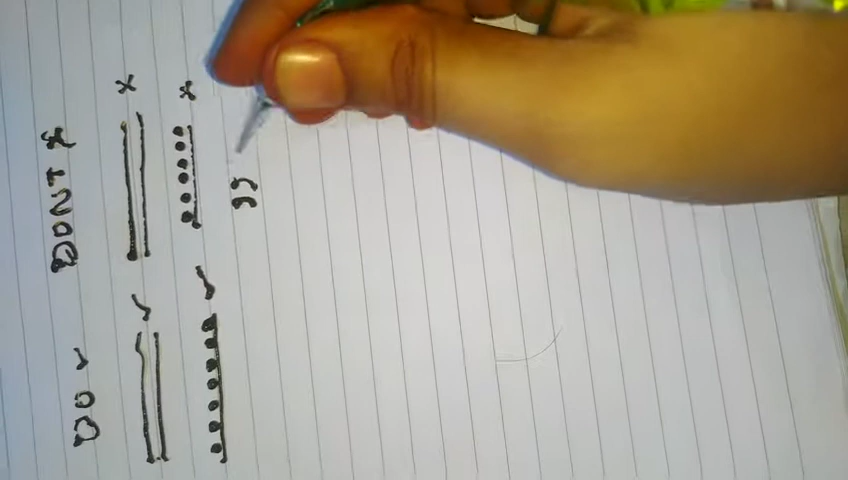 DO ✓ DONT ✗
✓ ✗
✓ ✗